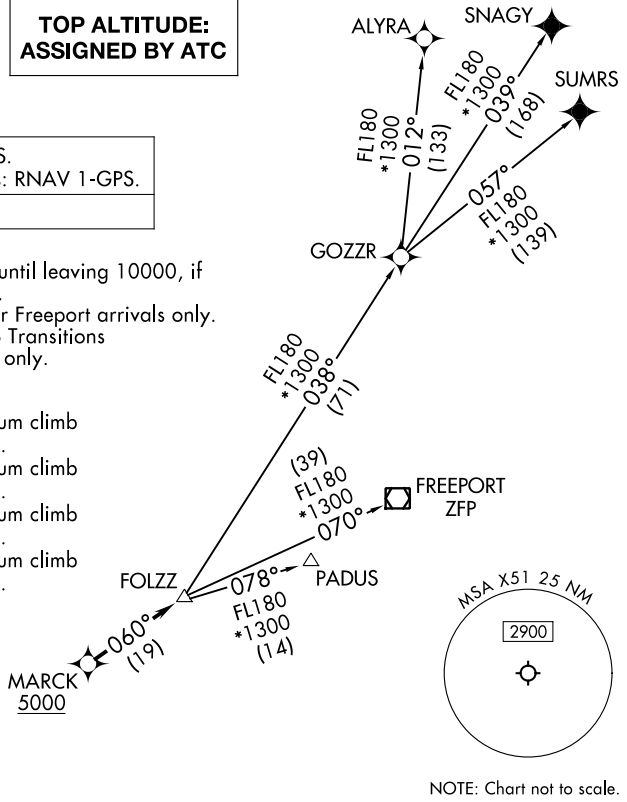 TOP ALTITUDE:
ASSIGNED BY ATC
S.
s: RNAV 1-GPS.
until leaving 10000, if
.
r Freeport arrivals only.
Transitions
only.
um climb
.
um climb
.
um climb
.
um climb
.
ALYRA
SNAGY
SUMRS
FL180
*1300
012°
(133)
FL180
*1300
039°
(168)
057°
FL180
*1300
(139)
GOZZR
FL180
*1300
038°
(71)
(39)
FL180
*1300
070°
FREEPORT
ZFP
FOLZZ
078°
FL180
*1300
(14)
PADUS
060°
(19)
MARCK
5000
MSA X51 25 NM
2900
NOTE: Chart not to scale.